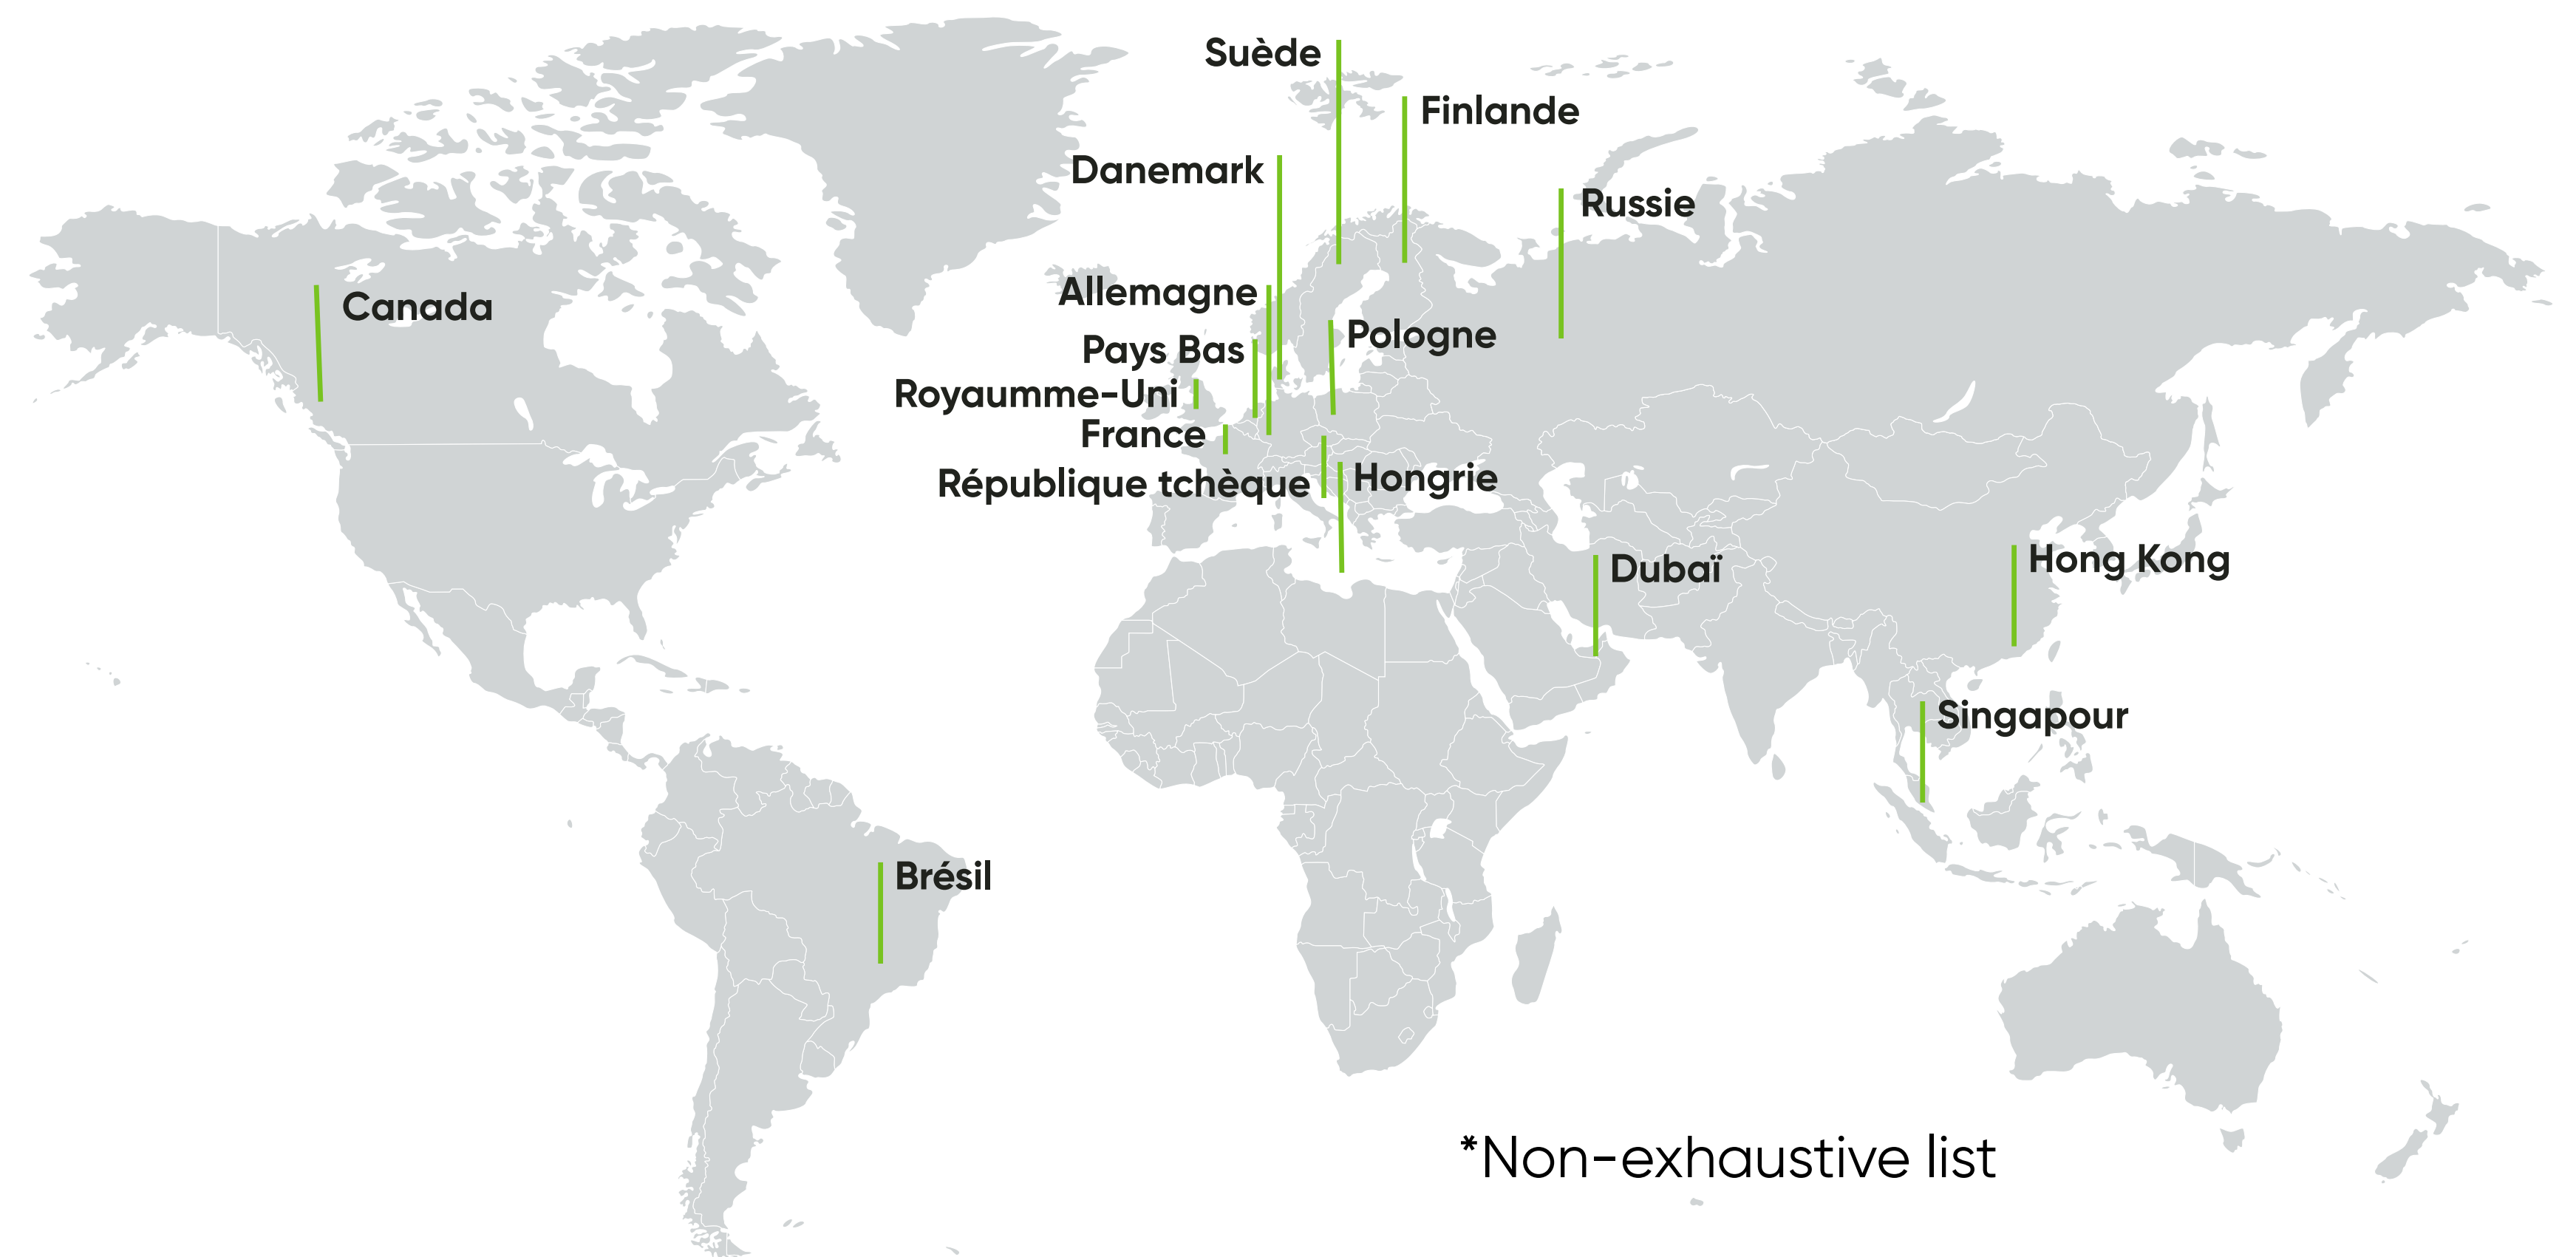 Suède
Finlande
Danemark
Russie
Allemagne
Canada
Pologne
Pays Bas
Royaumme-Uni
France
Hongrie
République tchèque
Hong Kong
Dubaï
Singapour
Brésil
*Non-exhaustive list